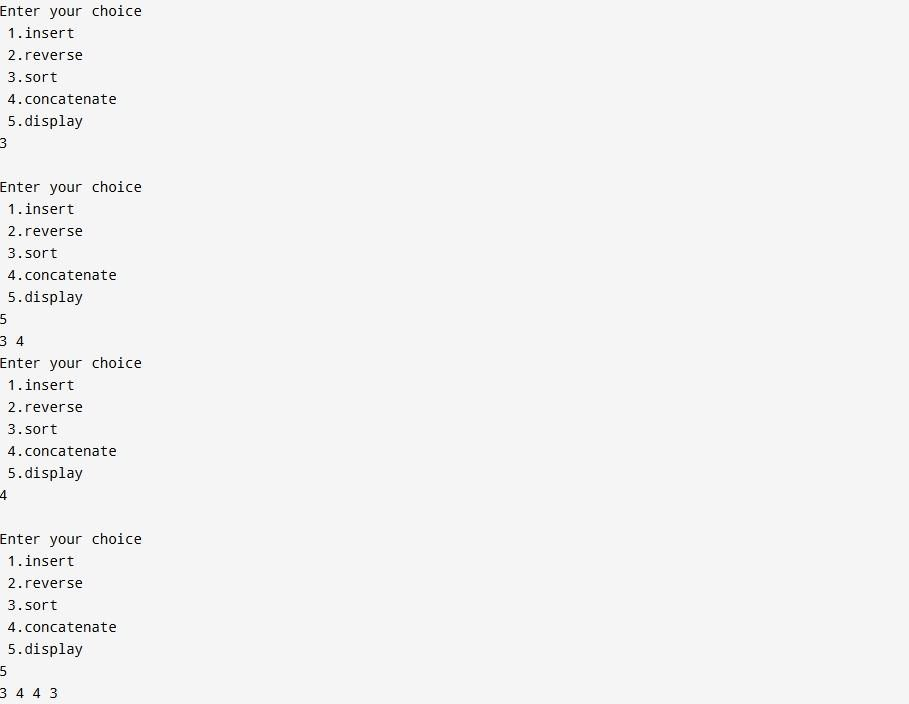 Enter your choice
1.insert
2.reverse
3.sort
4.concatenate
5.display
3
Enter your choice
1.insert
2.reverse
3.sort
4.concatenate
5.display
5
3 4
Enter your choice
1.insert
2.reverse
3.sort
4.concatenate
5.display
4
Enter your choice
1.insert
2.reverse
3.sort
4.concatenate
5.display
5
3 4 4 3